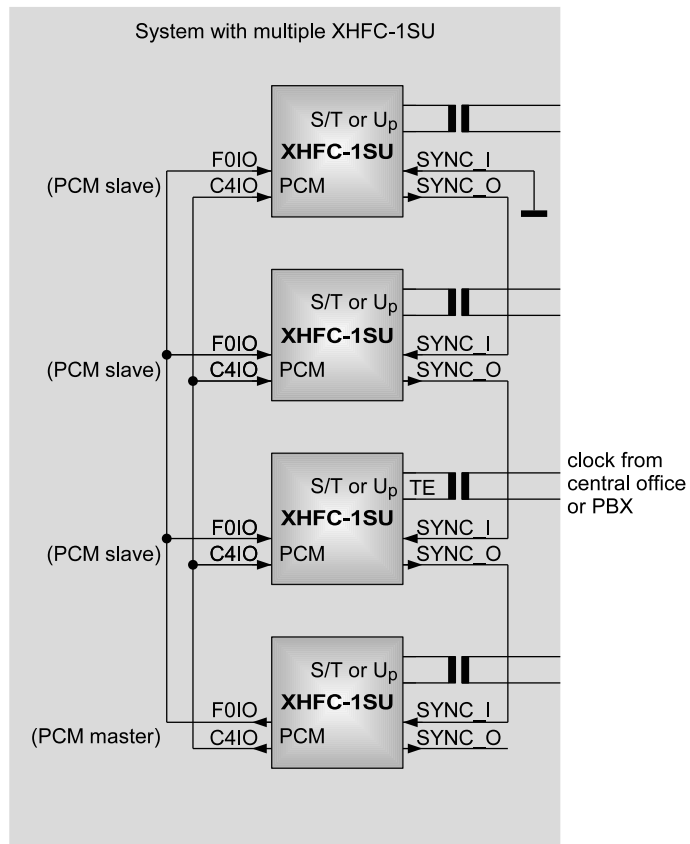 System with multiple XHFC-1SU
S/T or Up
XHFC-1SU
F0IO
SYNC_I
(PCM slave)
C4IO
PCM
SYNC_O
S/T or Up
XHFC-1SU
F0IO
SYNC_I
(PCM slave)
C4IO
PCM
SYNC_O
clock from
central office
or PBX
S/T or Up
TE
XHFC-1SU
F0IO
SYNC_I
(PCM slave)
C4IO
PCM
SYNC_O
S/T or Up
XHFC-1SU
F0IO
SYNC_I
(PCM master)
C4IO
PCM
SYNC_O